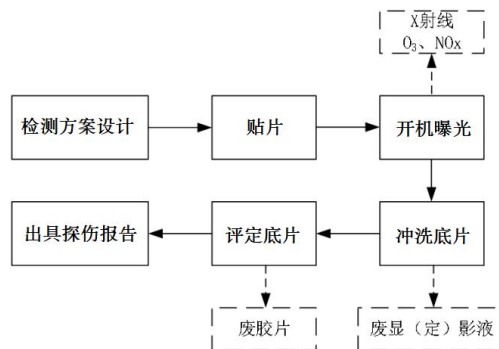 X射线
O₃、NOx
检测方案设计
贴片
开机曝光
出具探伤报告
评定底片
冲洗底片
废胶片
废显（定）影液